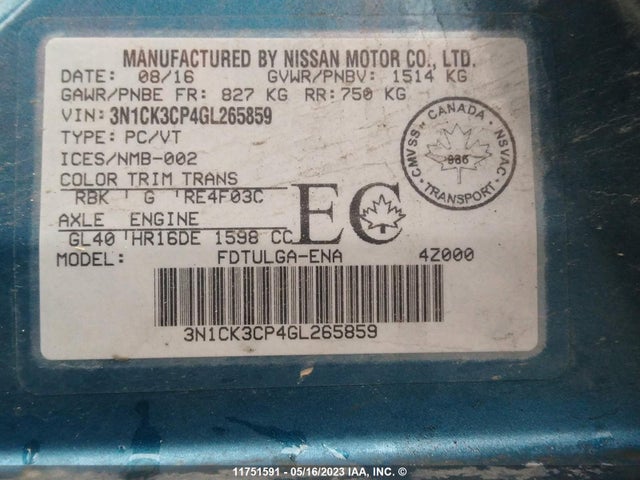 MANUFACTURED BY NISSAN MOTOR CO., LTD.
DATE: 08/16 GVWR/PNBV: 1514 KG
GAWR/PNBE FR: 827 KG RR: 750 KG
VIN: 3N1CK3CP4GL265859
TYPE: PC/VT
ICES/NMB-002
COLOR TRIM TRANS
RBK G RE4F03C
AXLE ENGINE
GL40 HR16DE 1598 CC
EC
CANADA
CMVSS NSVAC
936
TRANSPORT
MODEL: FDTULGA-ENA 4Z000
3N1CK3CP4GL265859
11751591 - 05/16/2023 IAA, INC. ©